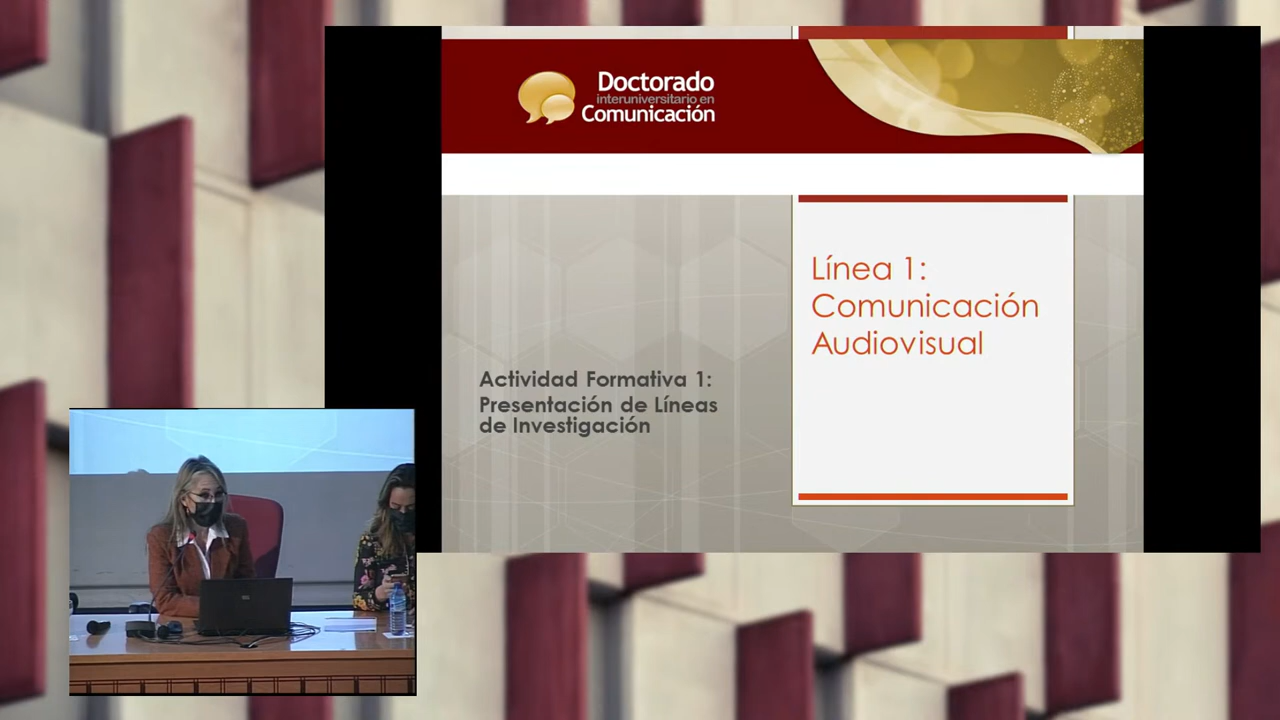 Doctorado
interuniversitario en
Comunicación
Línea 1:
Comunicación
Audiovisual
Actividad Formativa 1:
Presentación de Líneas
de Investigación